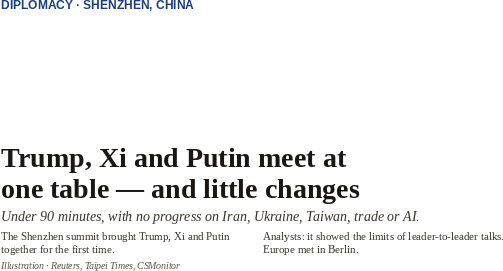 DIPLOMACY · SHENZHEN, CHINA
Trump, Xi and Putin meet at
one table — and little changes
Under 90 minutes, with no progress on Iran, Ukraine, Taiwan, trade or AI.
The Shenzhen summit brought Trump, Xi and Putin
together for the first time.
Analysts: it showed the limits of leader-to-leader talks.
Europe met in Berlin.
Illustration · Reuters, Taipei Times, CSMonitor